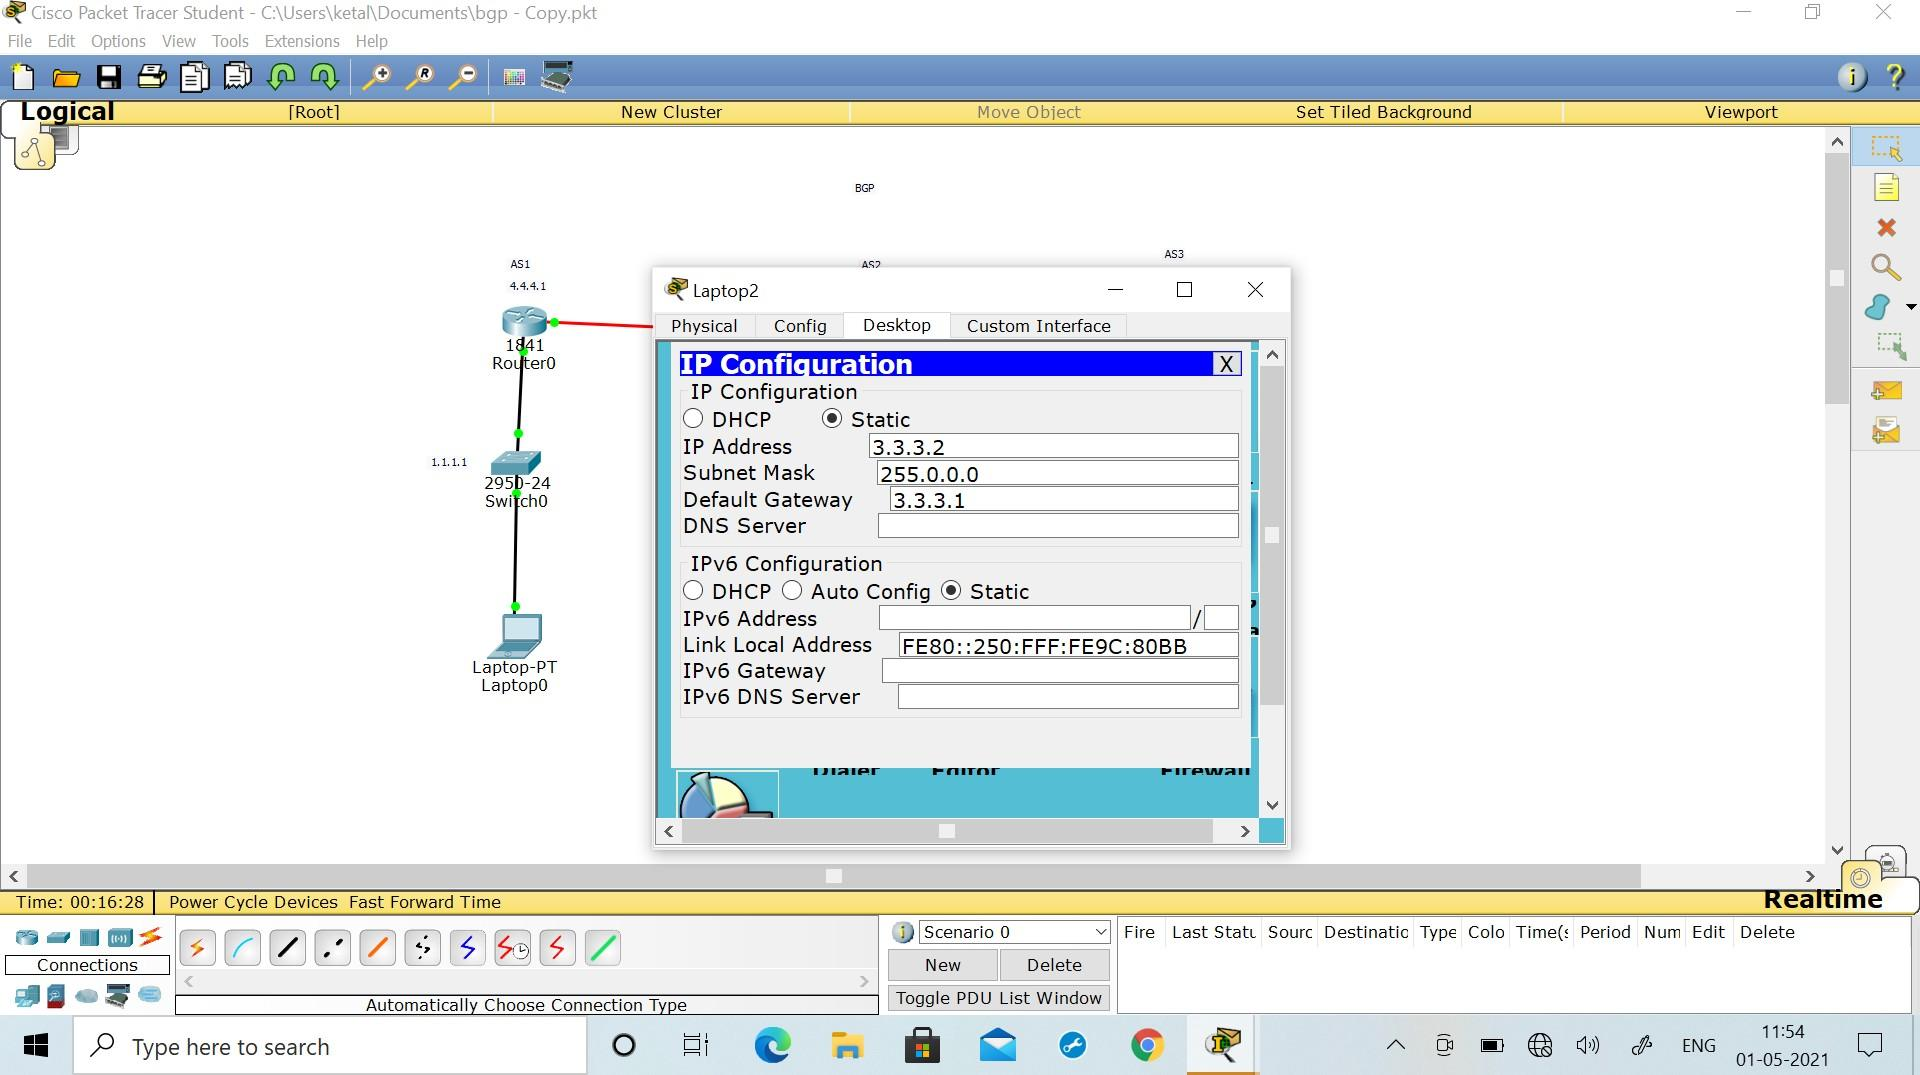 Cisco Packet Tracer Student - C:\Users\ketal\Documents\bgp - Copy.pkt
File Edit Options View Tools Extensions Help
Logical [Root] New Cluster Move Object Set Tiled Background Viewport
BGP
AS1
AS2
AS3
4.4.4.1
1841
Router0
1.1.1.1
2950-24
Switch0
Laptop-PT
Laptop0
Laptop2
Physical Config Desktop Custom Interface
IP Configuration X
IP Configuration
DHCP Static
IP Address 3.3.3.2
Subnet Mask 255.0.0.0
Default Gateway 3.3.3.1
DNS Server
IPv6 Configuration
DHCP Auto Config Static
IPv6 Address /
Link Local Address FE80::250:FFF:FE9C:80BB
IPv6 Gateway
IPv6 DNS Server
Dialer Editor Firewall
Time: 00:16:28 Power Cycle Devices Fast Forward Time Realtime
Connections
Automatically Choose Connection Type
Scenario 0
New Delete
Toggle PDU List Window
Fire Last Statu Sourc Destinatio Type Colo Time(s Period Num Edit Delete
Type here to search
ENG
11:54
01-05-2021